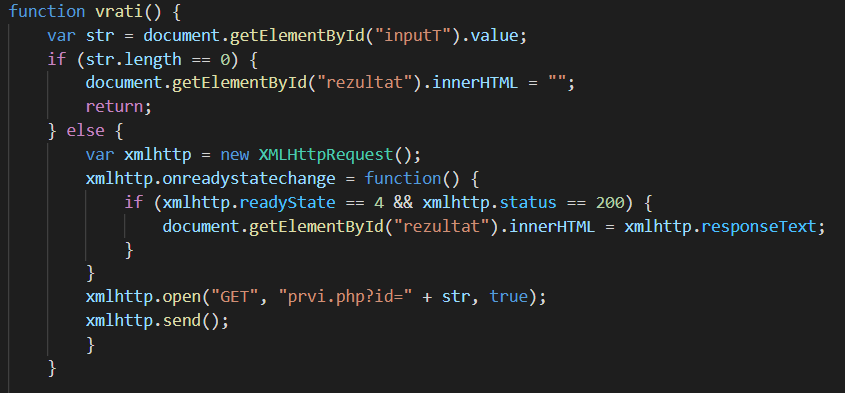 function vrati() {
    var str = document.getElementById("inputT").value;
    if (str.length == 0) {
        document.getElementById("rezultat").innerHTML = "";
        return;
    } else {
        var xmlhttp = new XMLHttpRequest();
        xmlhttp.onreadystatechange = function() {
            if (xmlhttp.readyState == 4 && xmlhttp.status == 200) {
                document.getElementById("rezultat").innerHTML = xmlhttp.responseText;
            }
        }
        xmlhttp.open("GET", "prvi.php?id=" + str, true);
        xmlhttp.send();
        }
    }